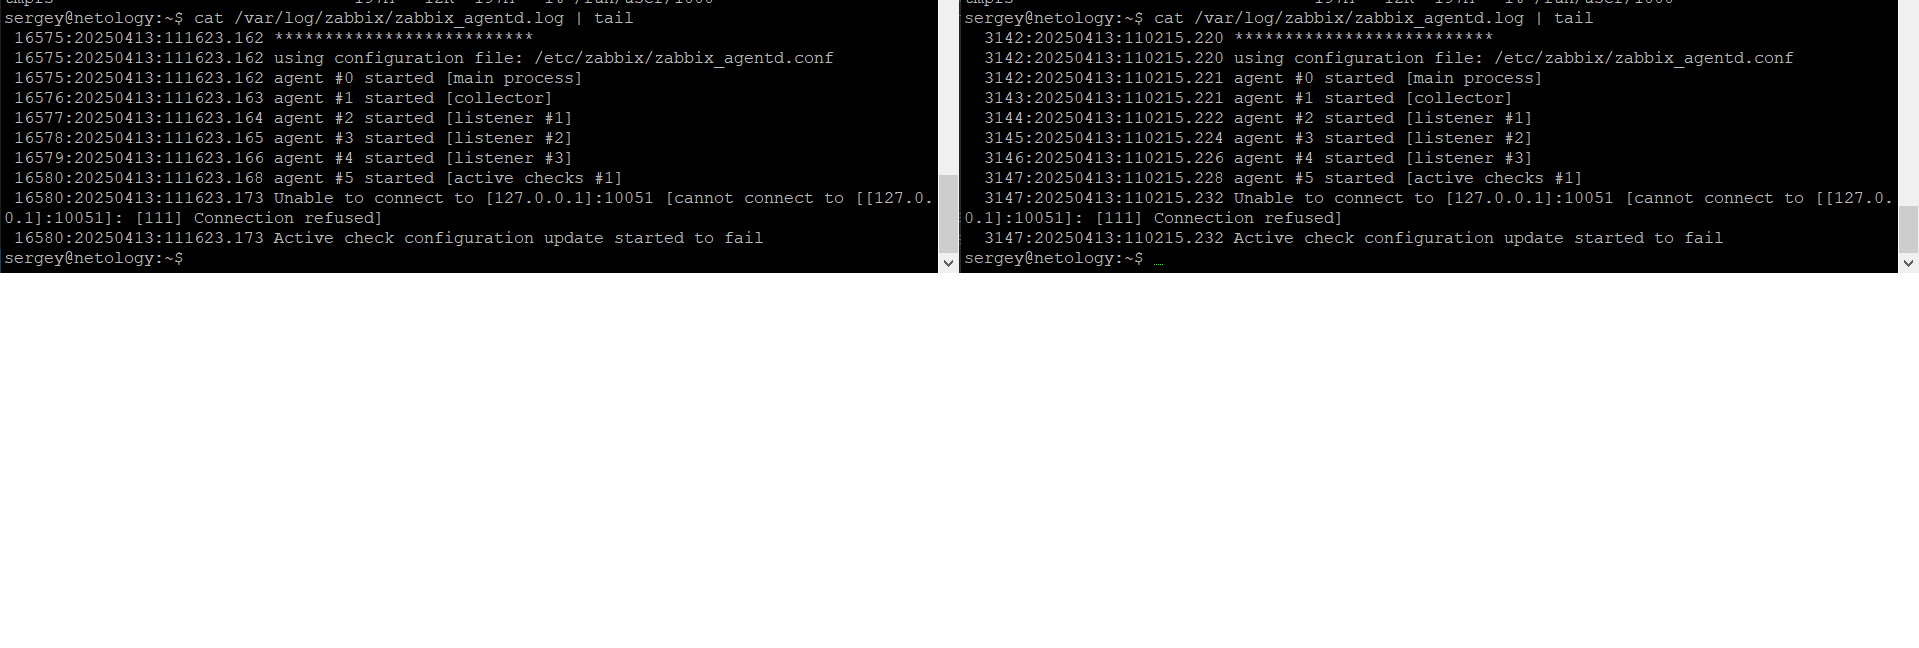 sergey@netology:~$ cat /var/log/zabbix/zabbix_agentd.log | tail
16575:20250413:111623.162 **************************
16575:20250413:111623.162 using configuration file: /etc/zabbix/zabbix_agentd.conf
16575:20250413:111623.162 agent #0 started [main process]
16576:20250413:111623.163 agent #1 started [collector]
16577:20250413:111623.164 agent #2 started [listener #1]
16578:20250413:111623.165 agent #3 started [listener #2]
16579:20250413:111623.166 agent #4 started [listener #3]
16580:20250413:111623.168 agent #5 started [active checks #1]
16580:20250413:111623.173 Unable to connect to [127.0.0.1]:10051 [cannot connect to [[127.0.
0.1]:10051]: [111] Connection refused]
16580:20250413:111623.173 Active check configuration update started to fail
sergey@netology:~$
sergey@netology:~$ cat /var/log/zabbix/zabbix_agentd.log | tail
3142:20250413:110215.220 **************************
3142:20250413:110215.220 using configuration file: /etc/zabbix/zabbix_agentd.conf
3142:20250413:110215.221 agent #0 started [main process]
3143:20250413:110215.221 agent #1 started [collector]
3144:20250413:110215.222 agent #2 started [listener #1]
3145:20250413:110215.224 agent #3 started [listener #2]
3146:20250413:110215.226 agent #4 started [listener #3]
3147:20250413:110215.228 agent #5 started [active checks #1]
3147:20250413:110215.232 Unable to connect to [127.0.0.1]:10051 [cannot connect to [[127.0.
0.1]:10051]: [111] Connection refused]
3147:20250413:110215.232 Active check configuration update started to fail
sergey@netology:~$